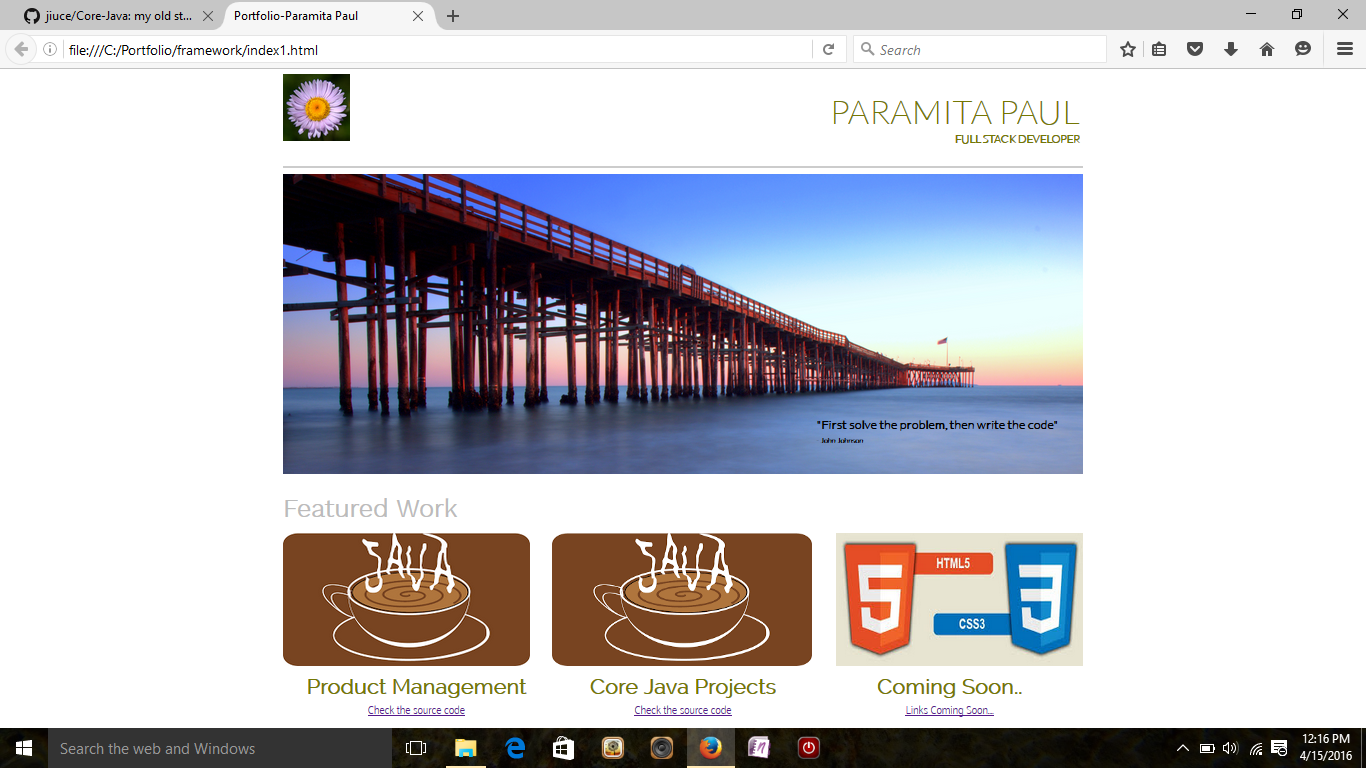 jiuce/Core-Java: my old st...
Portfolio-Paramita Paul
file:///C:/Portfolio/framework/index1.html
Search
PARAMITA PAUL
FULL STACK DEVELOPER
"First solve the problem, then write the code"
- John Johnson
Featured Work
JAVA
JAVA
5
HTML5
CSS3
3
Product Management
Core Java Projects
Coming Soon..
Check the source code
Check the source code
Links Coming Soon...
Search the web and Windows
12:16 PM
4/15/2016